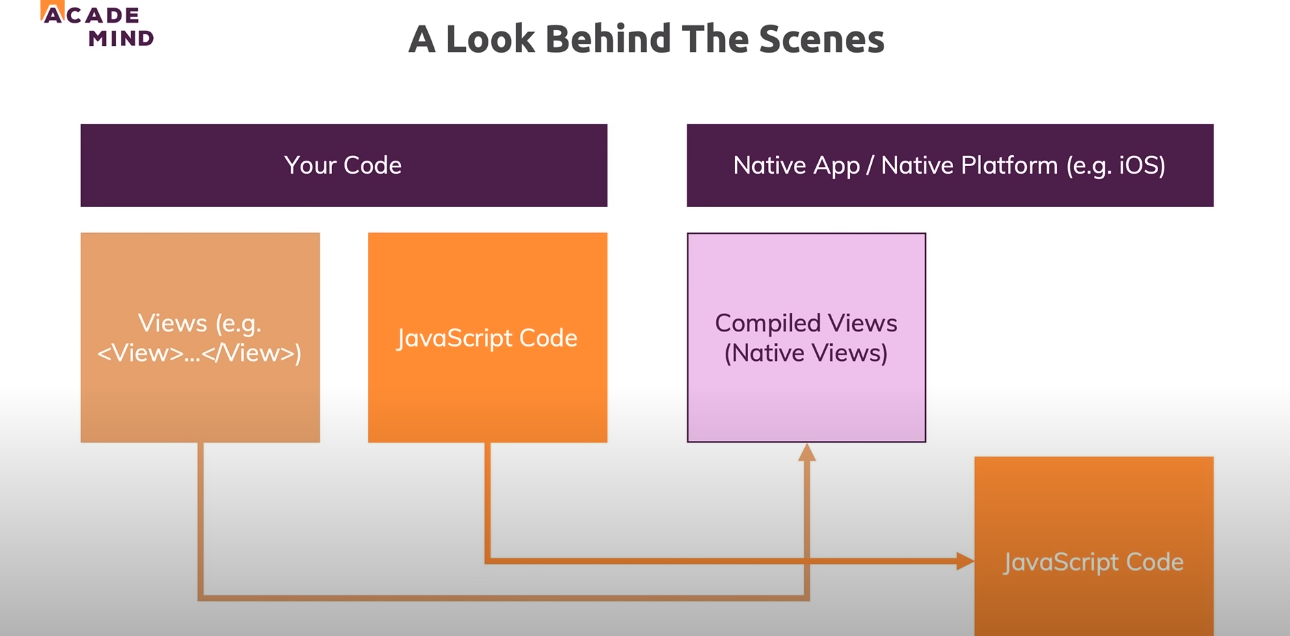 ACADE
MIND
A Look Behind The Scenes
Your Code
Native App / Native Platform (e.g. iOS)
Views (e.g.
<View>...</View>)
JavaScript Code
Compiled Views
(Native Views)
JavaScript Code